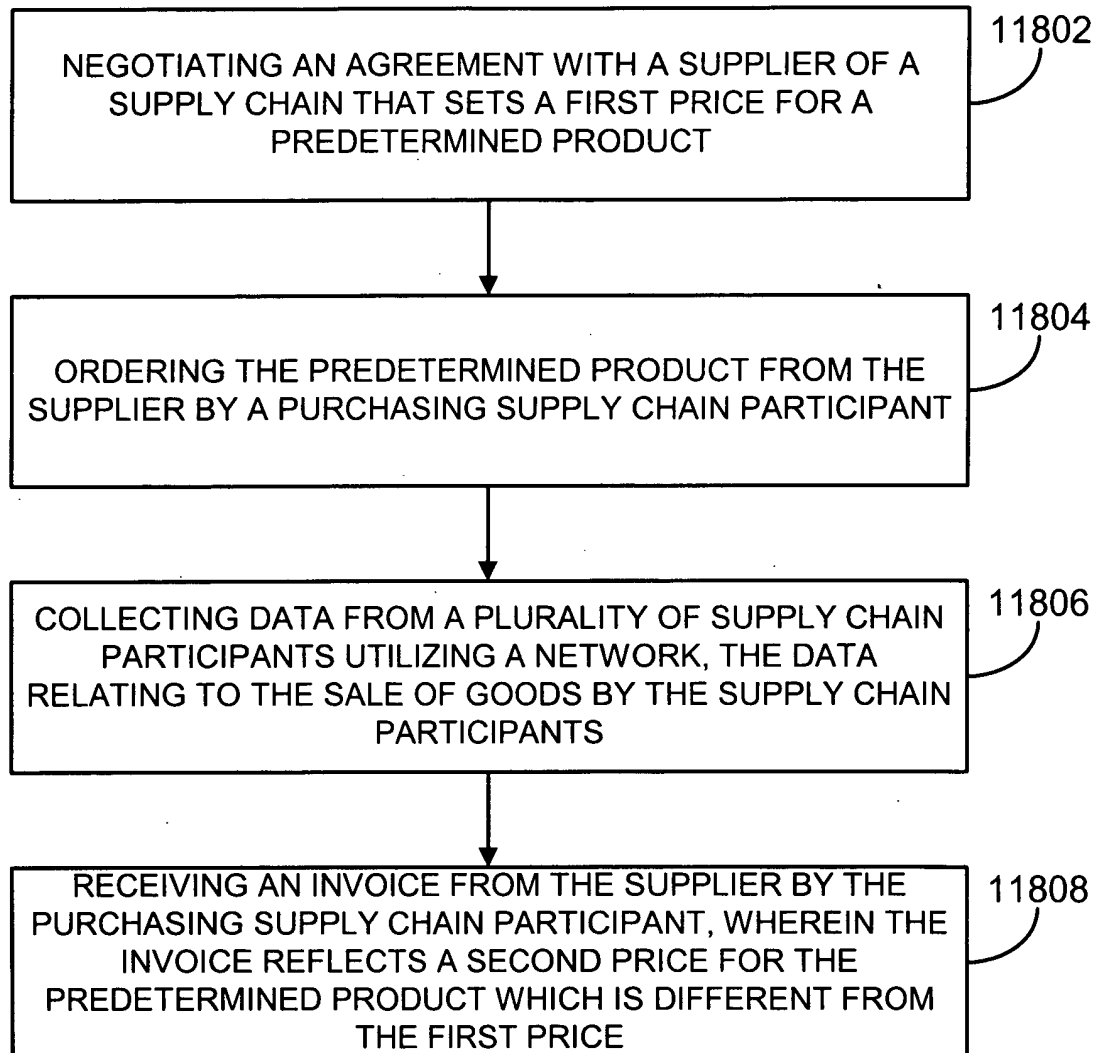 11802
NEGOTIATING AN AGREEMENT WITH A SUPPLIER OF A
SUPPLY CHAIN THAT SETS A FIRST PRICE FOR A
PREDETERMINED PRODUCT
11804
ORDERING THE PREDETERMINED PRODUCT FROM THE
SUPPLIER BY A PURCHASING SUPPLY CHAIN PARTICIPANT
11806
COLLECTING DATA FROM A PLURALITY OF SUPPLY CHAIN
PARTICIPANTS UTILIZING A NETWORK, THE DATA
RELATING TO THE SALE OF GOODS BY THE SUPPLY CHAIN
PARTICIPANTS
11808
RECEIVING AN INVOICE FROM THE SUPPLIER BY THE
PURCHASING SUPPLY CHAIN PARTICIPANT, WHEREIN THE
INVOICE REFLECTS A SECOND PRICE FOR THE
PREDETERMINED PRODUCT WHICH IS DIFFERENT FROM
THE FIRST PRICE